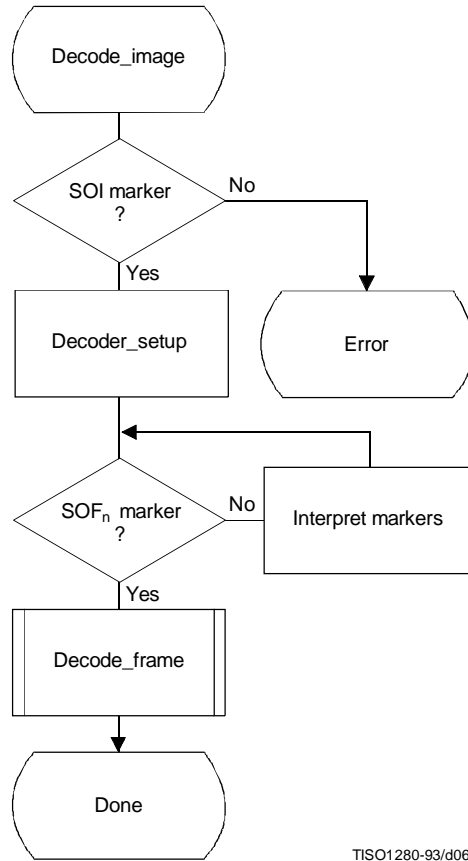 Decode_image
SOI marker
?
No
Yes
Decoder_setup
Error
SOFn marker
?
No
Interpret markers
Yes
Decode_frame
Done
TISO1280-93/d06